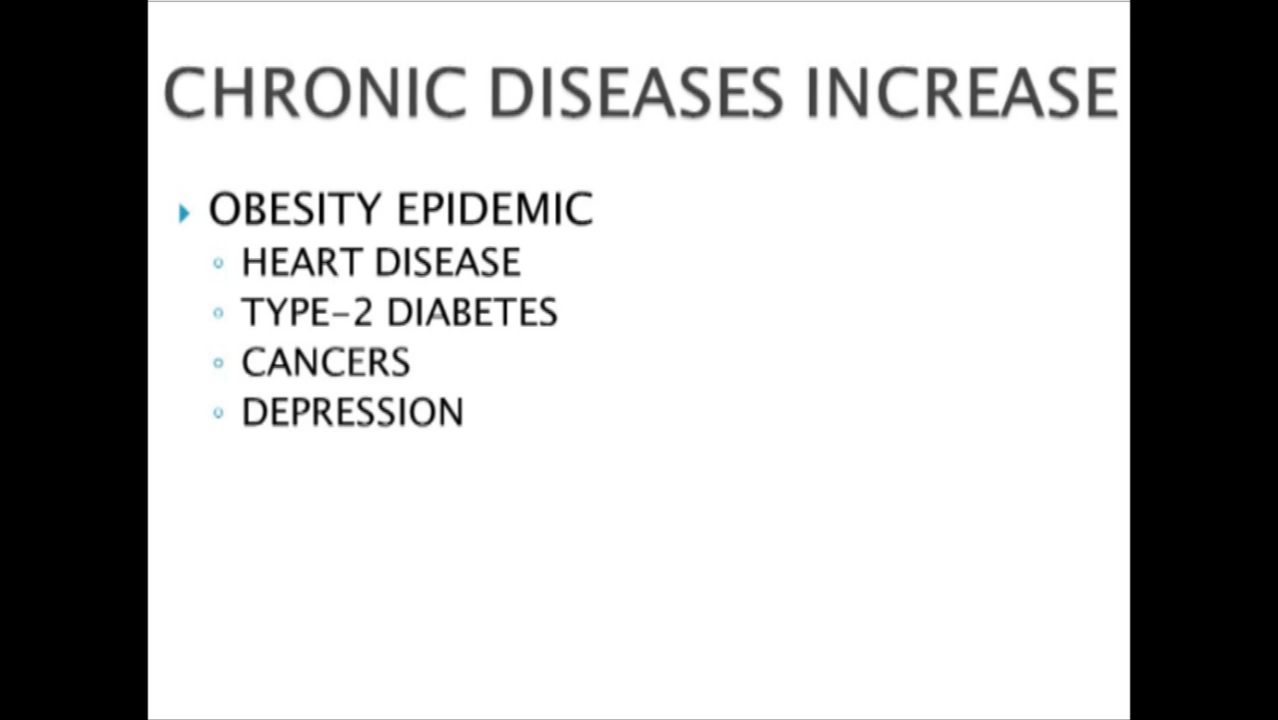 CHRONIC DISEASES INCREASE
OBESITY EPIDEMIC
HEART DISEASE
TYPE-2 DIABETES
CANCERS
DEPRESSION